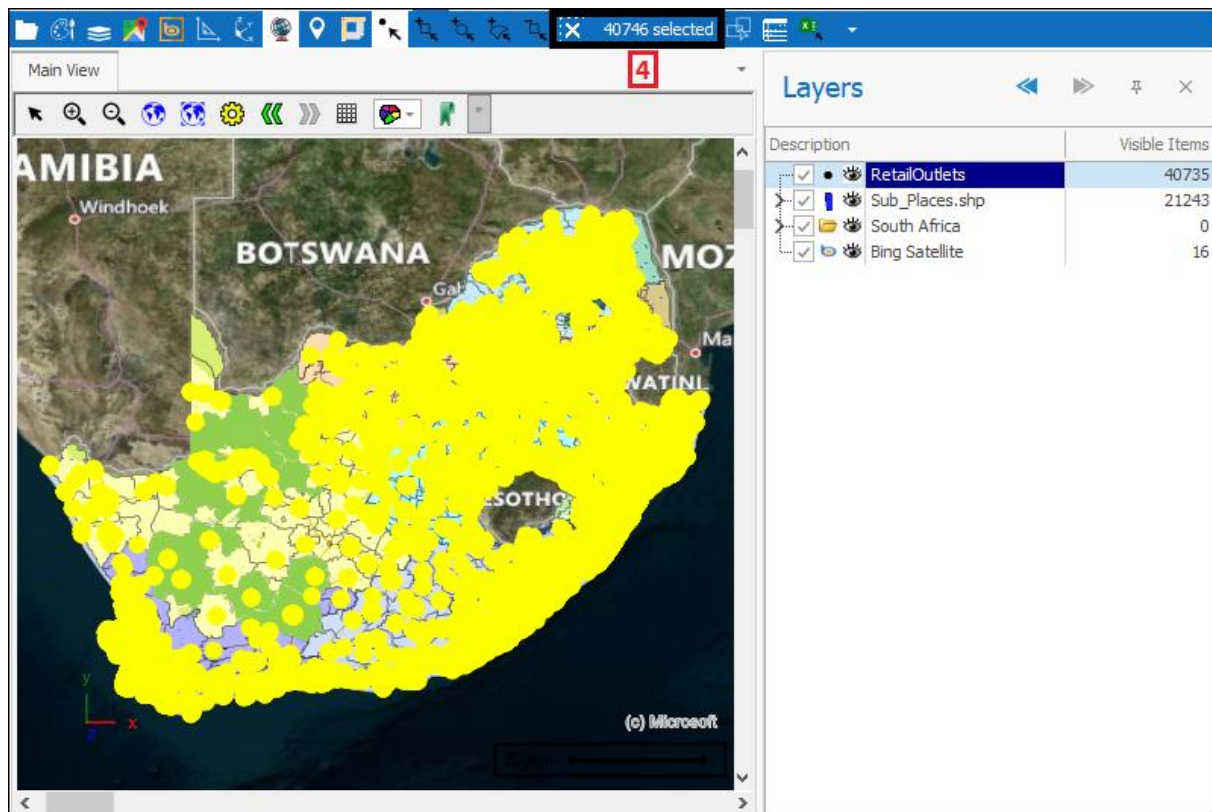 40746 selected
4
Main View
Layers
Description Visible Items
RetailOutlets 40735
Sub_Places.shp 21243
South Africa 0
Bing Satellite 16
AMIBIA
Windhoek
BOTSWANA
MOZ
Gab
Ma
WATINI
ESOTHO
y
x
z
(c) Microsoft